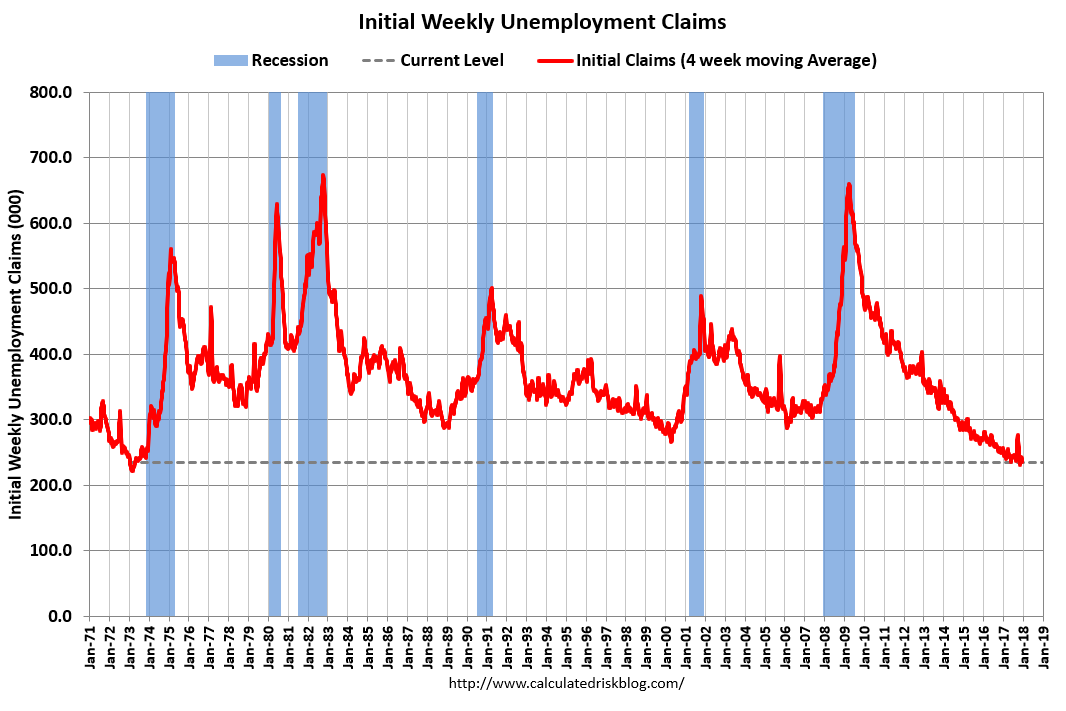 Initial Weekly Unemployment Claims
Recession Current Level Initial Claims (4 week moving Average)
Initial Weekly Unemployment Claims (000)
800.0
700.0
600.0
500.0
400.0
300.0
200.0
100.0
0.0
Jan-71
Jan-72
Jan-73
Jan-74
Jan-75
Jan-76
Jan-77
Jan-78
Jan-79
Jan-80
Jan-81
Jan-82
Jan-83
Jan-84
Jan-85
Jan-86
Jan-87
Jan-88
Jan-89
Jan-90
Jan-91
Jan-92
Jan-93
Jan-94
Jan-95
Jan-96
Jan-97
Jan-98
Jan-99
Jan-00
Jan-01
Jan-02
Jan-03
Jan-04
Jan-05
Jan-06
Jan-07
Jan-08
Jan-09
Jan-10
Jan-11
Jan-12
Jan-13
Jan-14
Jan-15
Jan-16
Jan-17
Jan-18
Jan-19
http://www.calculatedriskblog.com/